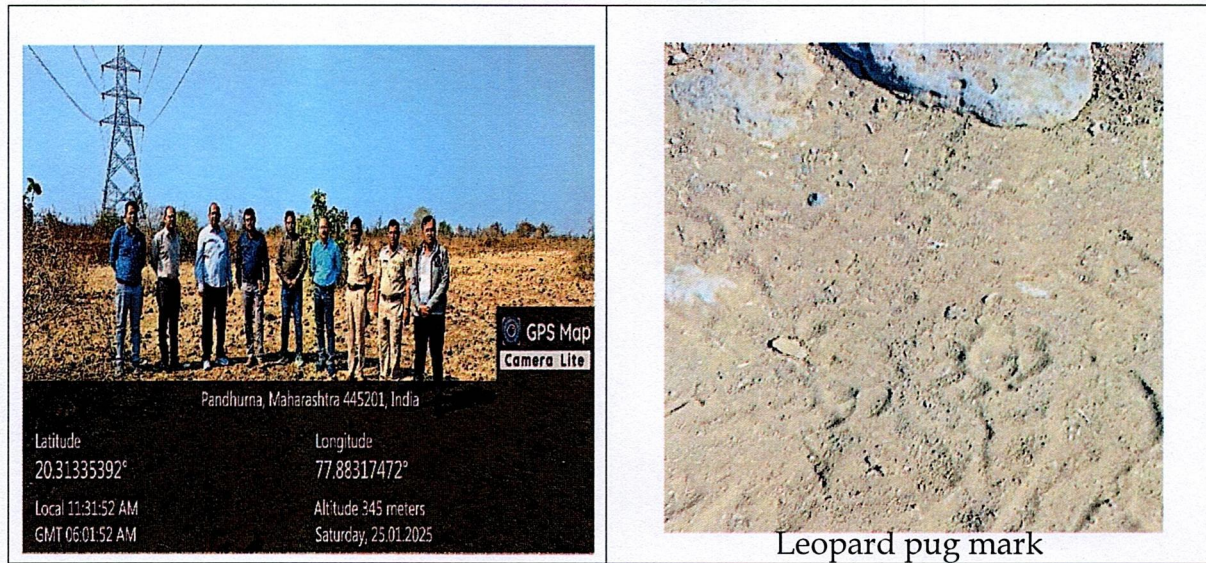 GPS Map
Camera Lite
Pandhurna, Maharashtra 445201, India
Latitude
Longitude
20.31335392°
77.88317472°
Local 11:31:52 AM
Altitude 345 meters
GMT 06:01:52 AM
Saturday, 25.01.2025
Leopard pug mark